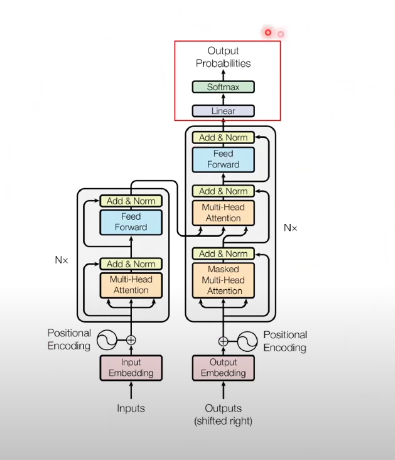 Output
Probabilities
Softmax
Linear
Add & Norm
Feed
Forward
Add & Norm
Multi-Head
Attention
Add & Norm
Masked
Multi-Head
Attention
N×
Add & Norm
Feed
Forward
Add & Norm
Multi-Head
Attention
Nx
Positional
Encoding
Positional
Encoding
Input
Embedding
Output
Embedding
Inputs
Outputs
(shifted right)